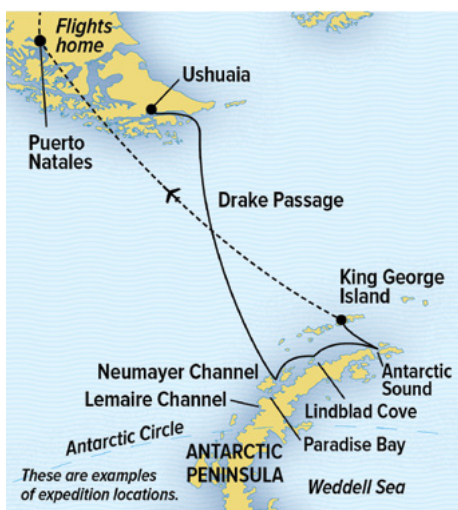 Flights
home
Ushuaia
Puerto
Natales
Drake Passage
King George
Island
Neumayer Channel
Antarctic
Sound
Lemaire Channel
Lindblad Cove
Antarctic Circle
Paradise Bay
ANTARCTIC
PENINSULA
These are examples
of expedition locations.
Weddell Sea